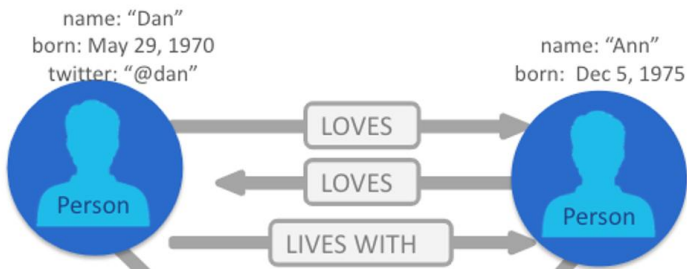 name: “Dan”
born: May 29, 1970
twitter: “@dan”
name: “Ann”
born:  Dec 5, 1975
LOVES
LOVES
Person
Person
LIVES WITH